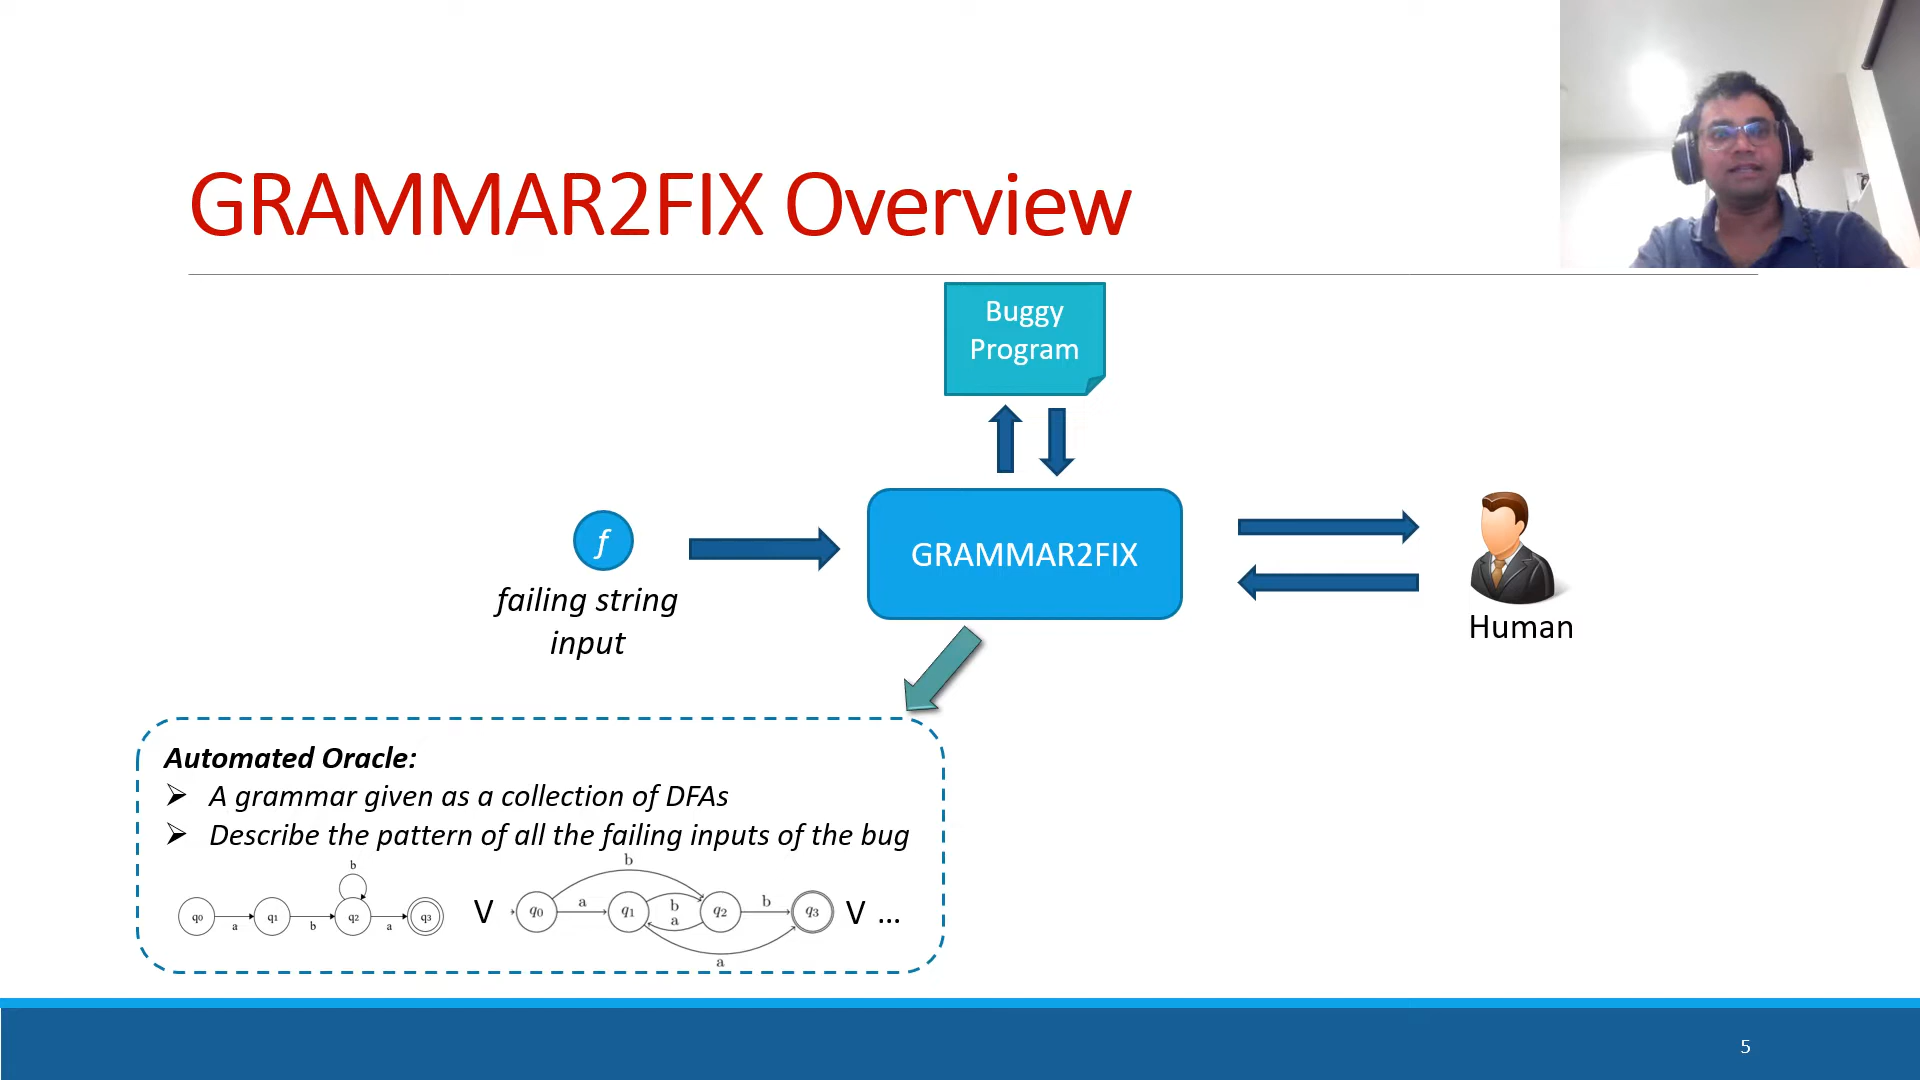 GRAMMAR2FIX Overview
Buggy
Program
f
failing string
input
GRAMMAR2FIX
Human
Automated Oracle:
➢ A grammar given as a collection of DFAs
➢ Describe the pattern of all the failing inputs of the bug
b
q0 a q1 b q2 a q3
V
b
q0 a q1 b a q2 b q3
a
V ...
5